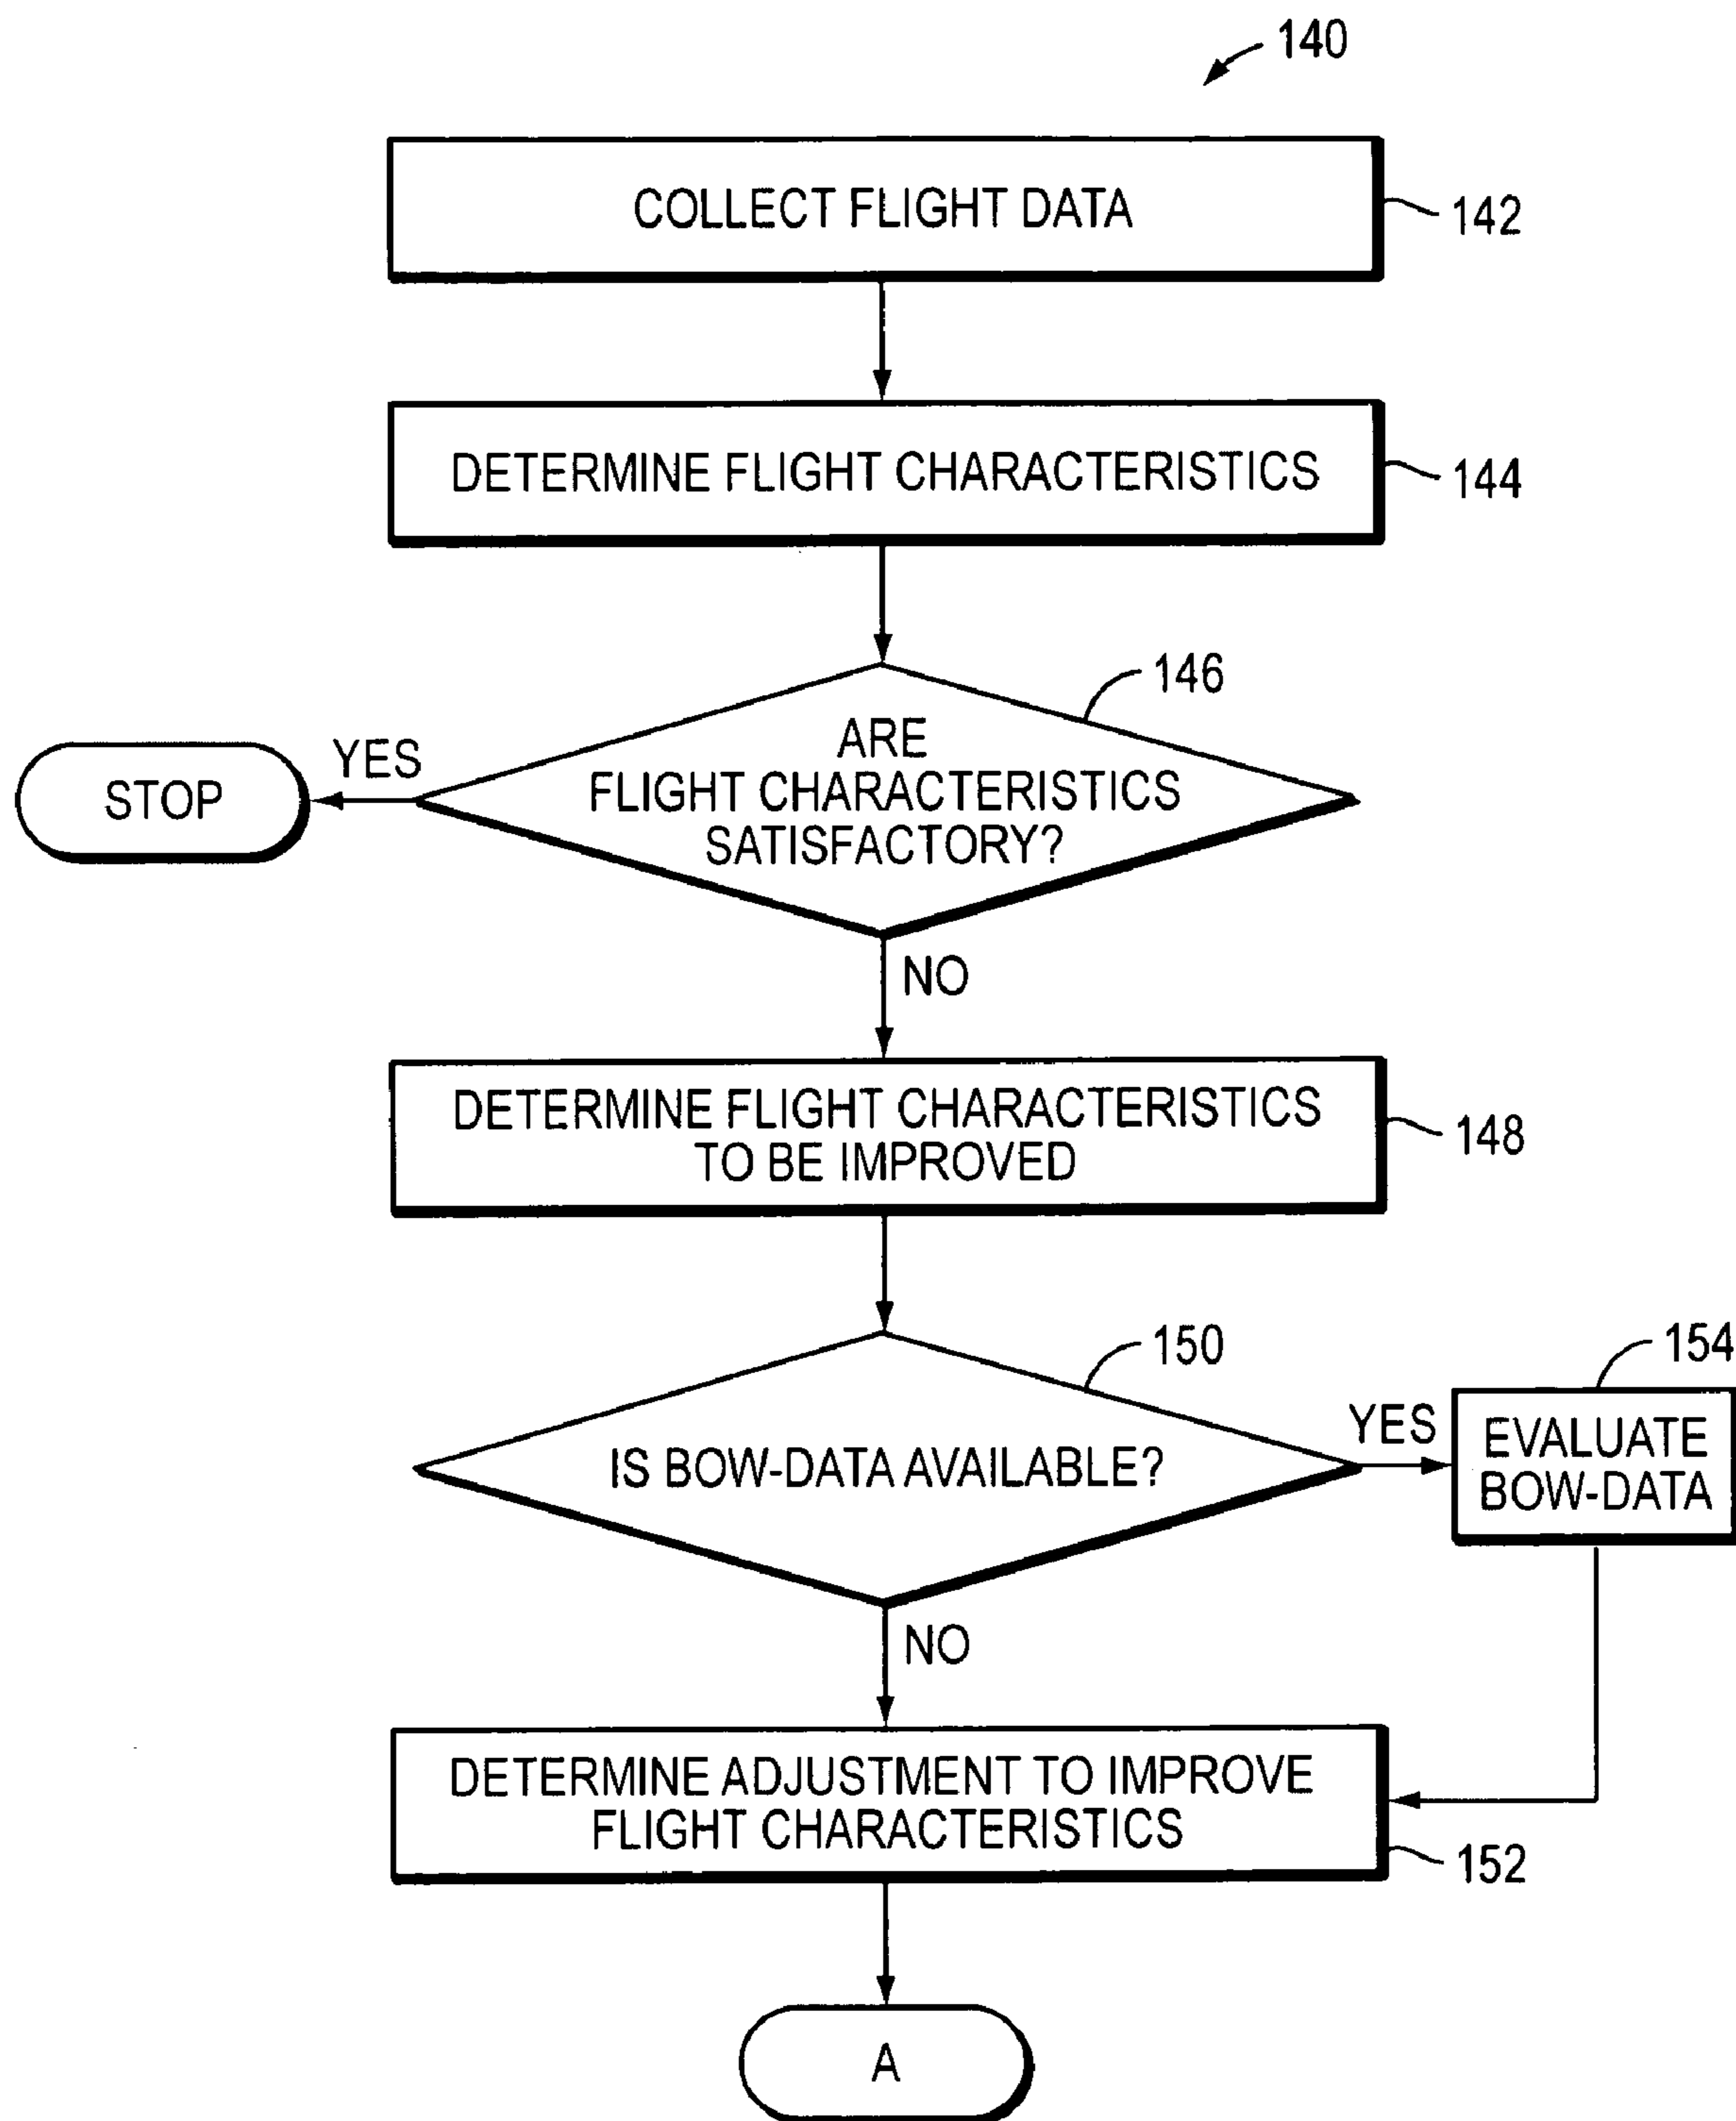 140
COLLECT FLIGHT DATA
142
DETERMINE FLIGHT CHARACTERISTICS
144
146
ARE
FLIGHT CHARACTERISTICS
SATISFACTORY?
YES
STOP
NO
DETERMINE FLIGHT CHARACTERISTICS
TO BE IMPROVED
148
150
IS BOW-DATA AVAILABLE?
YES
154
EVALUATE
BOW-DATA
NO
DETERMINE ADJUSTMENT TO IMPROVE
FLIGHT CHARACTERISTICS
152
A